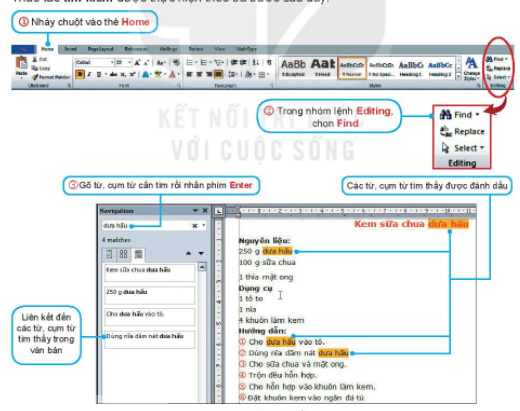 Thao tác tìm kiếm được thực hiện theo ba bước sau đây:
① Nháy chuột vào thẻ Home
Home Insert Page Layout References Mailings Review View MathType
Cut
Copy
Format Painter
Paste
Clipboard
Calibri
Paragraph
AaBb Aat AaBbCcDc AaBbCcDc AaBbG AaBbCc
Heading 1 Heading 2
Change Styles
Styles
Find
Replace
Select
Editing
KẾT NỐI TRI THỨC
VỚI CUỘC SỐNG
② Trong nhóm lệnh Editing,
chọn Find
Find
Replace
Select
Editing
③ Gõ từ, cụm từ cần tìm rồi nhấn phím Enter
Các từ, cụm từ tìm thấy được đánh dấu
Navigation
dưa hấu
4 matches
Kem sữa chua dưa hấu
250 g dưa hấu
Cho dưa hấu vào tô.
Dùng nĩa dầm nát dưa hấu
Liên kết đến
các từ, cụm từ
tìm thấy trong
văn bản
Kem sữa chua dưa hấu
Nguyên liệu:
250 g dưa hấu
100 g sữa chua
1 thìa mật ong
Dụng cụ
1 tô to
1 nĩa
4 khuôn làm kem
Hướng dẫn:
① Cho dưa hấu vào tô.
② Dùng nĩa dầm nát dưa hấu
③ Cho sữa chua và mật ong.
④ Trộn đều hỗn hợp.
⑤ Cho hỗn hợp vào khuôn làm kem.
⑥ Đặt khuôn kem vào ngăn đá tủ